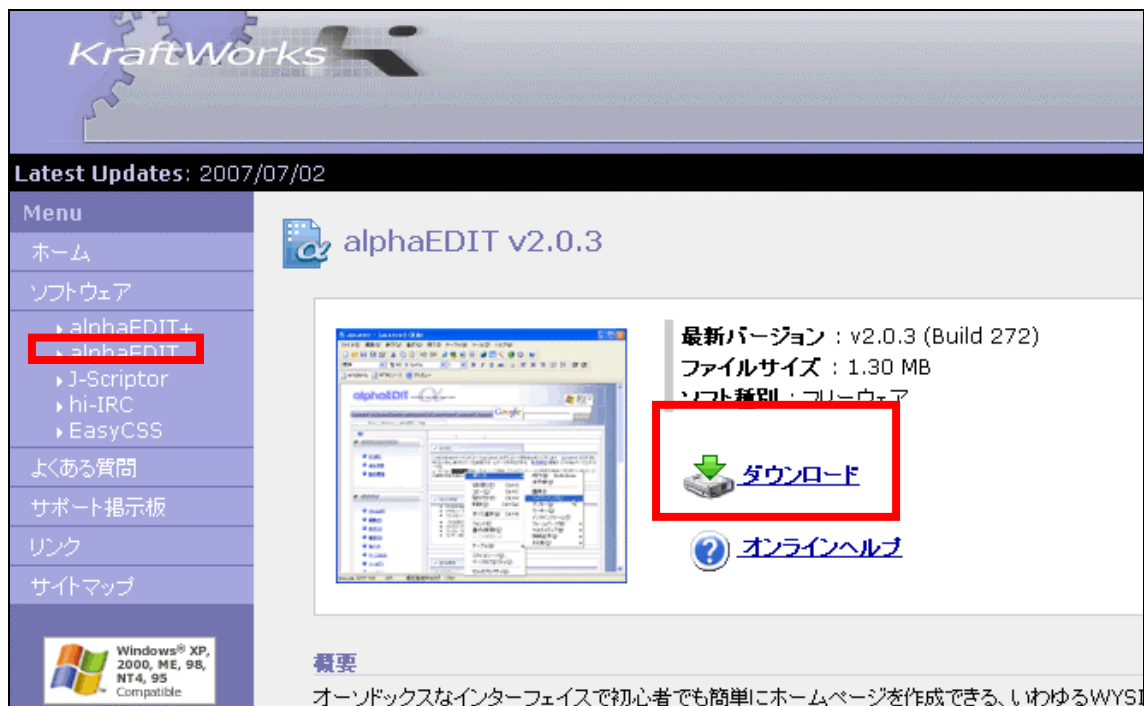 KraftWorks
Latest Updates: 2007/07/02
Menu
ホーム
ソフトウェア
alphaEDIT+
alphaEDIT
J-Scriptor
hi-IRC
EasyCSS
よくある質問
サポート掲示板
リンク
サイトマップ
Windows® XP,
2000, ME, 98,
NT4, 95
Compatible
alphaEDIT v2.0.3
alphaEDIT
Google
最新バージョン : v2.0.3 (Build 272)
ファイルサイズ : 1.30 MB
ソフト種別 : フリーウェア
ダウンロード
オンラインヘルプ
概要
オーソドックスなインターフェイスで初心者でも簡単にホームページを作成できる、いわゆるWYSI